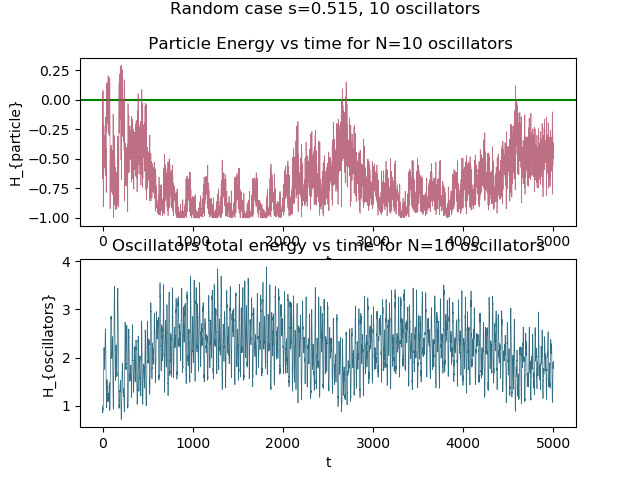 Random case s=0.515, 10 oscillators
Particle Energy vs time for N=10 oscillators
H_{particle}
0.25
0.00
−0.25
−0.50
−0.75
−1.00
0 1000 2000 3000 4000 5000
t
Oscillators total energy vs time for N=10 oscillators
H_{oscillators}
4
3
2
1
0 1000 2000 3000 4000 5000
t